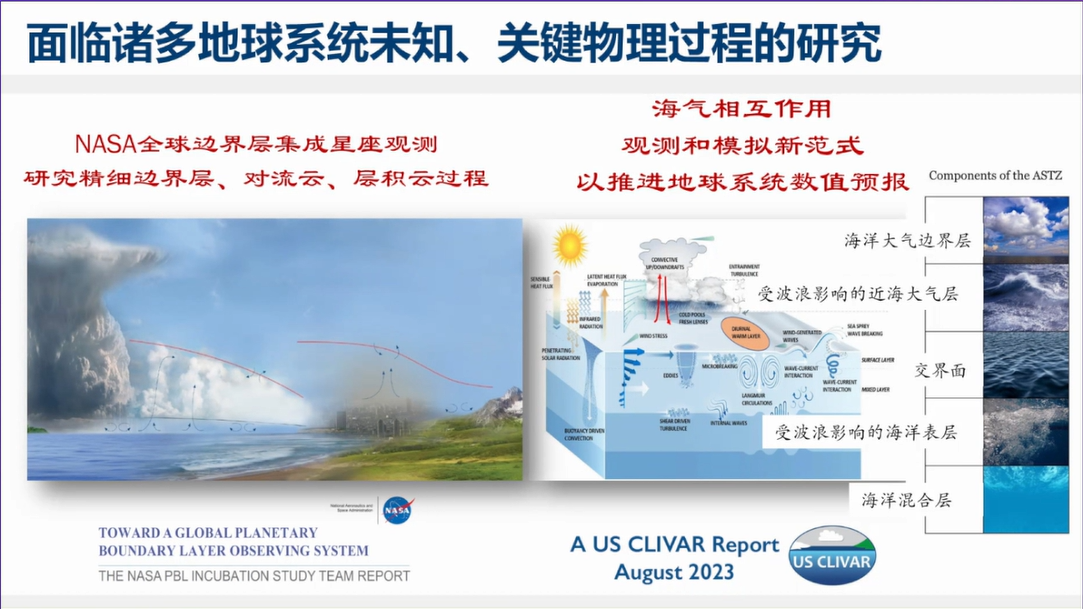 面临诸多地球系统未知、关键物理过程的研究
NASA全球边界层集成星座观测
研究精细边界层、对流云、层积云过程
海气相互作用
观测和模拟新范式
以推进地球系统数值预报
Components of the ASTZ
海洋大气边界层
受波浪影响的近海大气层
交界面
受波浪影响的海洋表层
海洋混合层
SENSIBLE
HEAT FLUX
LATENT HEAT FLUX
EVAPORATION
CONVECTIVE
UP/DOWNDRAFTS
ENTRAINMENT
TURBULENCE
INFRARED
RADIATION
COLD POOLS
FRESH LENSES
WIND STRESS
DIURNAL
WARM LAYER
WIND-GENERATED
WAVES
SEA SPRAY
WAVE BREAKING
PENETRATING
SOLAR RADIATION
EDDIES
MICROBREAKING
WAVE-CURRENT
INTERACTION
SURFACE LAYER
WAVE-CURRENT
INTERACTION
MIXED LAYER
LANGMUIR
CIRCULATIONS
SHEAR DRIVEN
TURBULENCE
INTERNAL WAVES
BUOYANCY DRIVEN
CONVECTION
National Aeronautics and
Space Administration
NASA
TOWARD A GLOBAL PLANETARY
BOUNDARY LAYER OBSERVING SYSTEM
THE NASA PBL INCUBATION STUDY TEAM REPORT
A US CLIVAR Report
August 2023
US CLIVAR